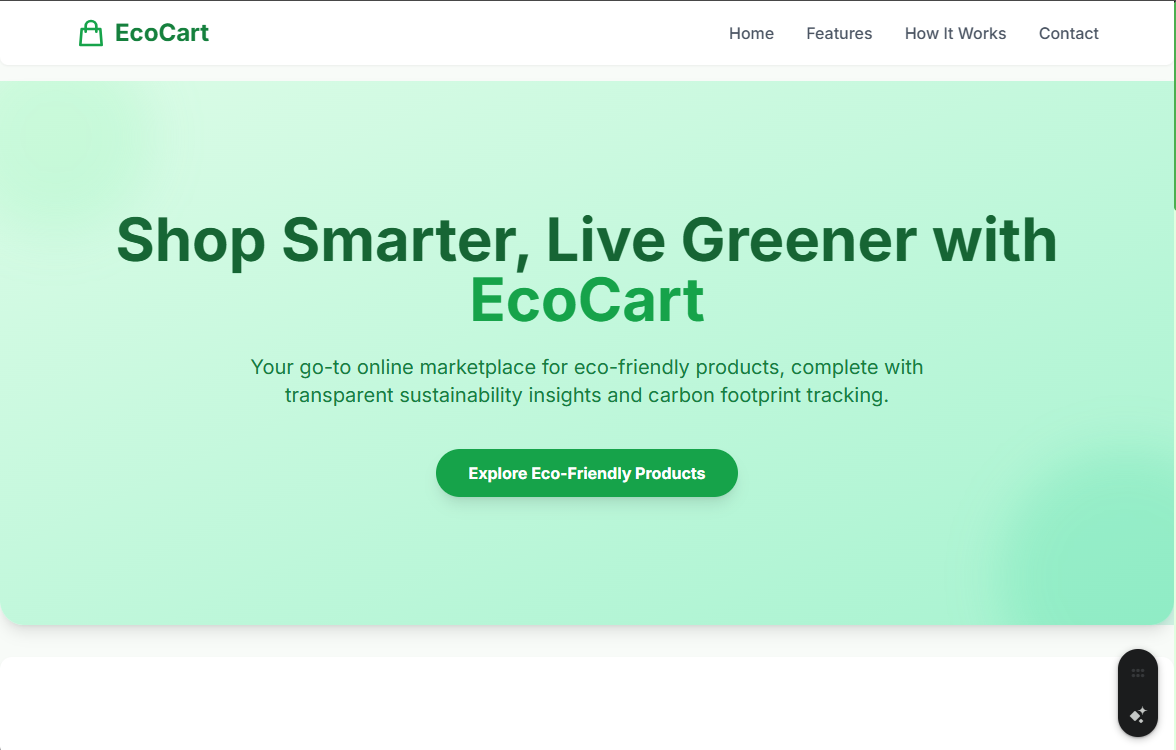 EcoCart
Home Features How It Works Contact
Shop Smarter, Live Greener with
EcoCart
Your go-to online marketplace for eco-friendly products, complete with
transparent sustainability insights and carbon footprint tracking.
Explore Eco-Friendly Products